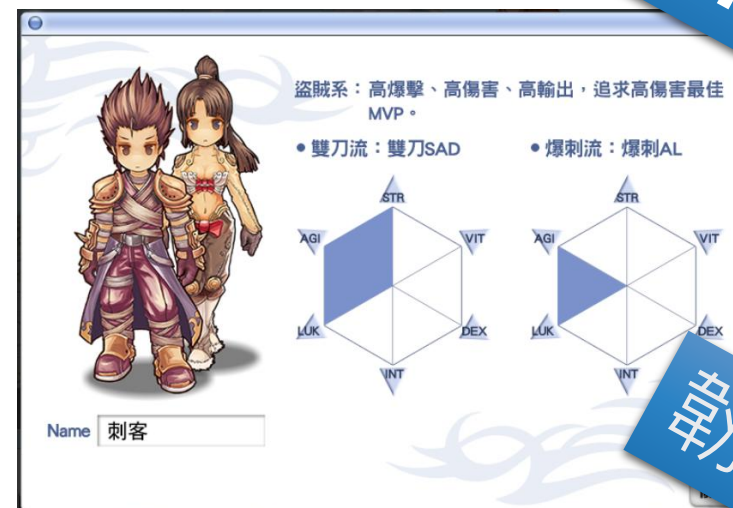 盜賊系：高爆擊、高傷害、高輸出，追求高傷害最佳
MVP。
• 雙刀流：雙刀SAD
• 爆刺流：爆刺AL
STR
AGI
VIT
LUK
DEX
INT
STR
AGI
VIT
LUK
DEX
INT
Name 刺客